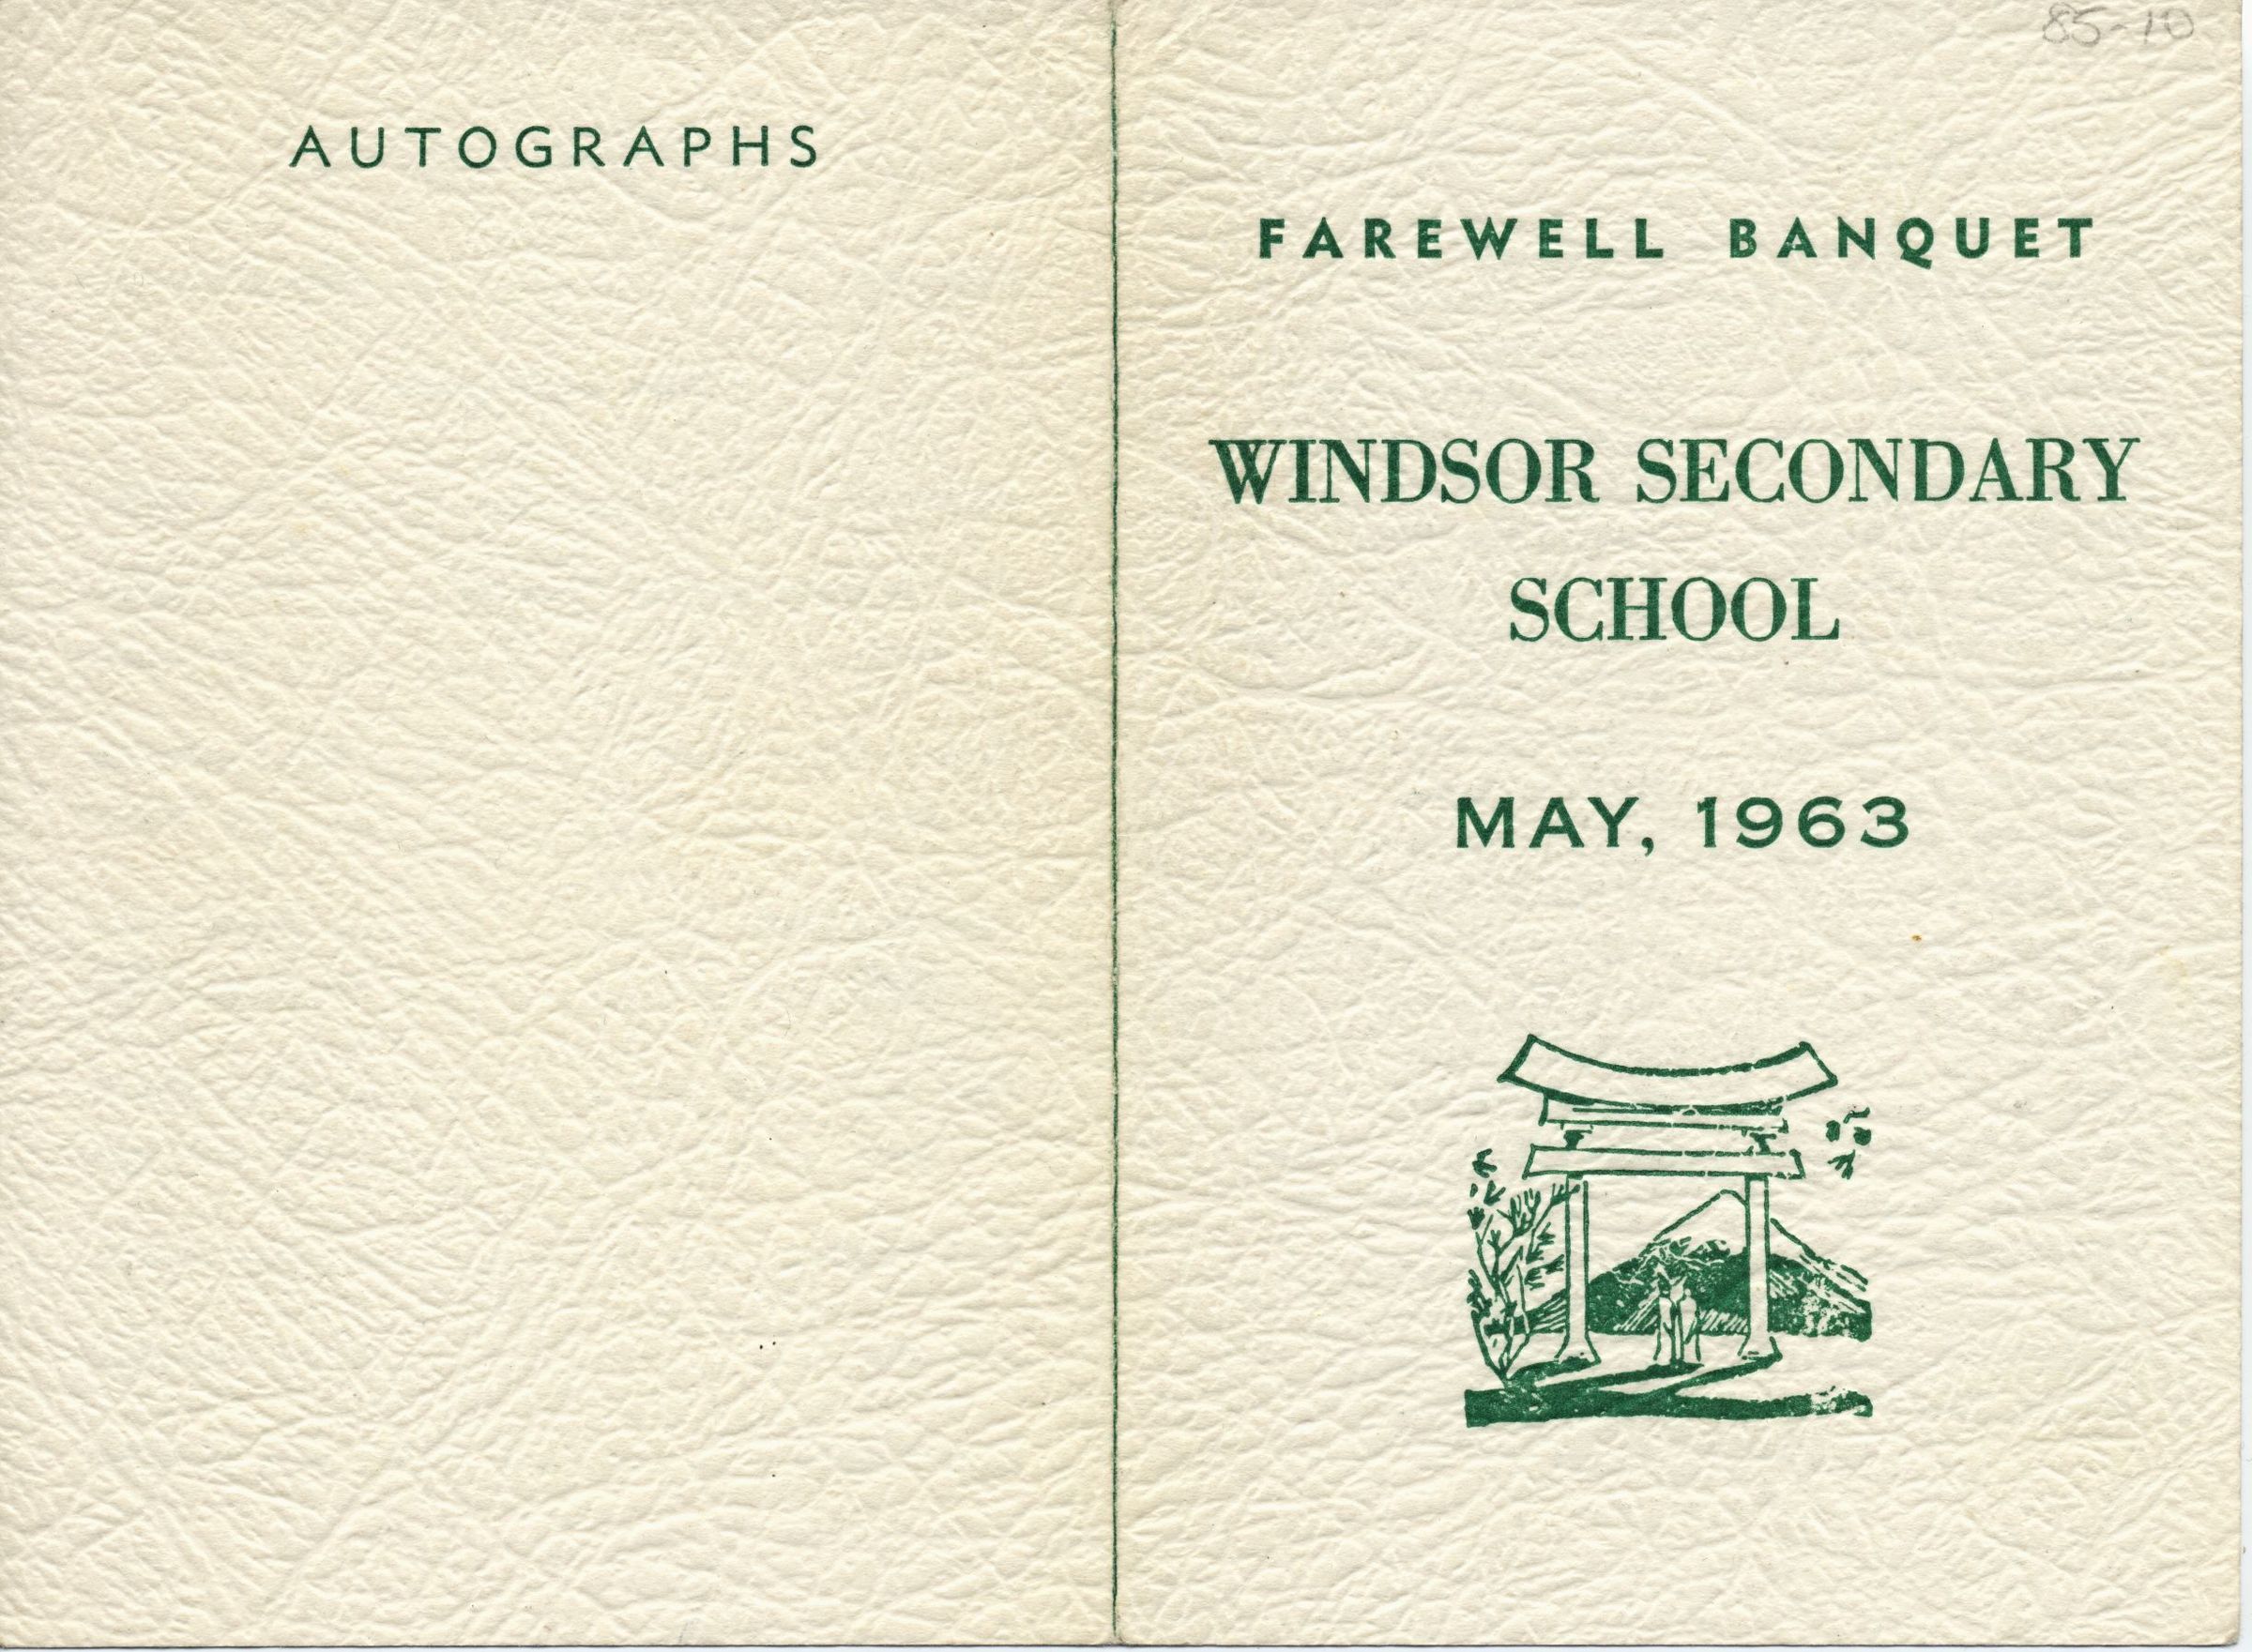 AUTOGRAPHS
85-10
FAREWELL BANQUET
WINDSOR SECONDARY
SCHOOL
MAY, 1963